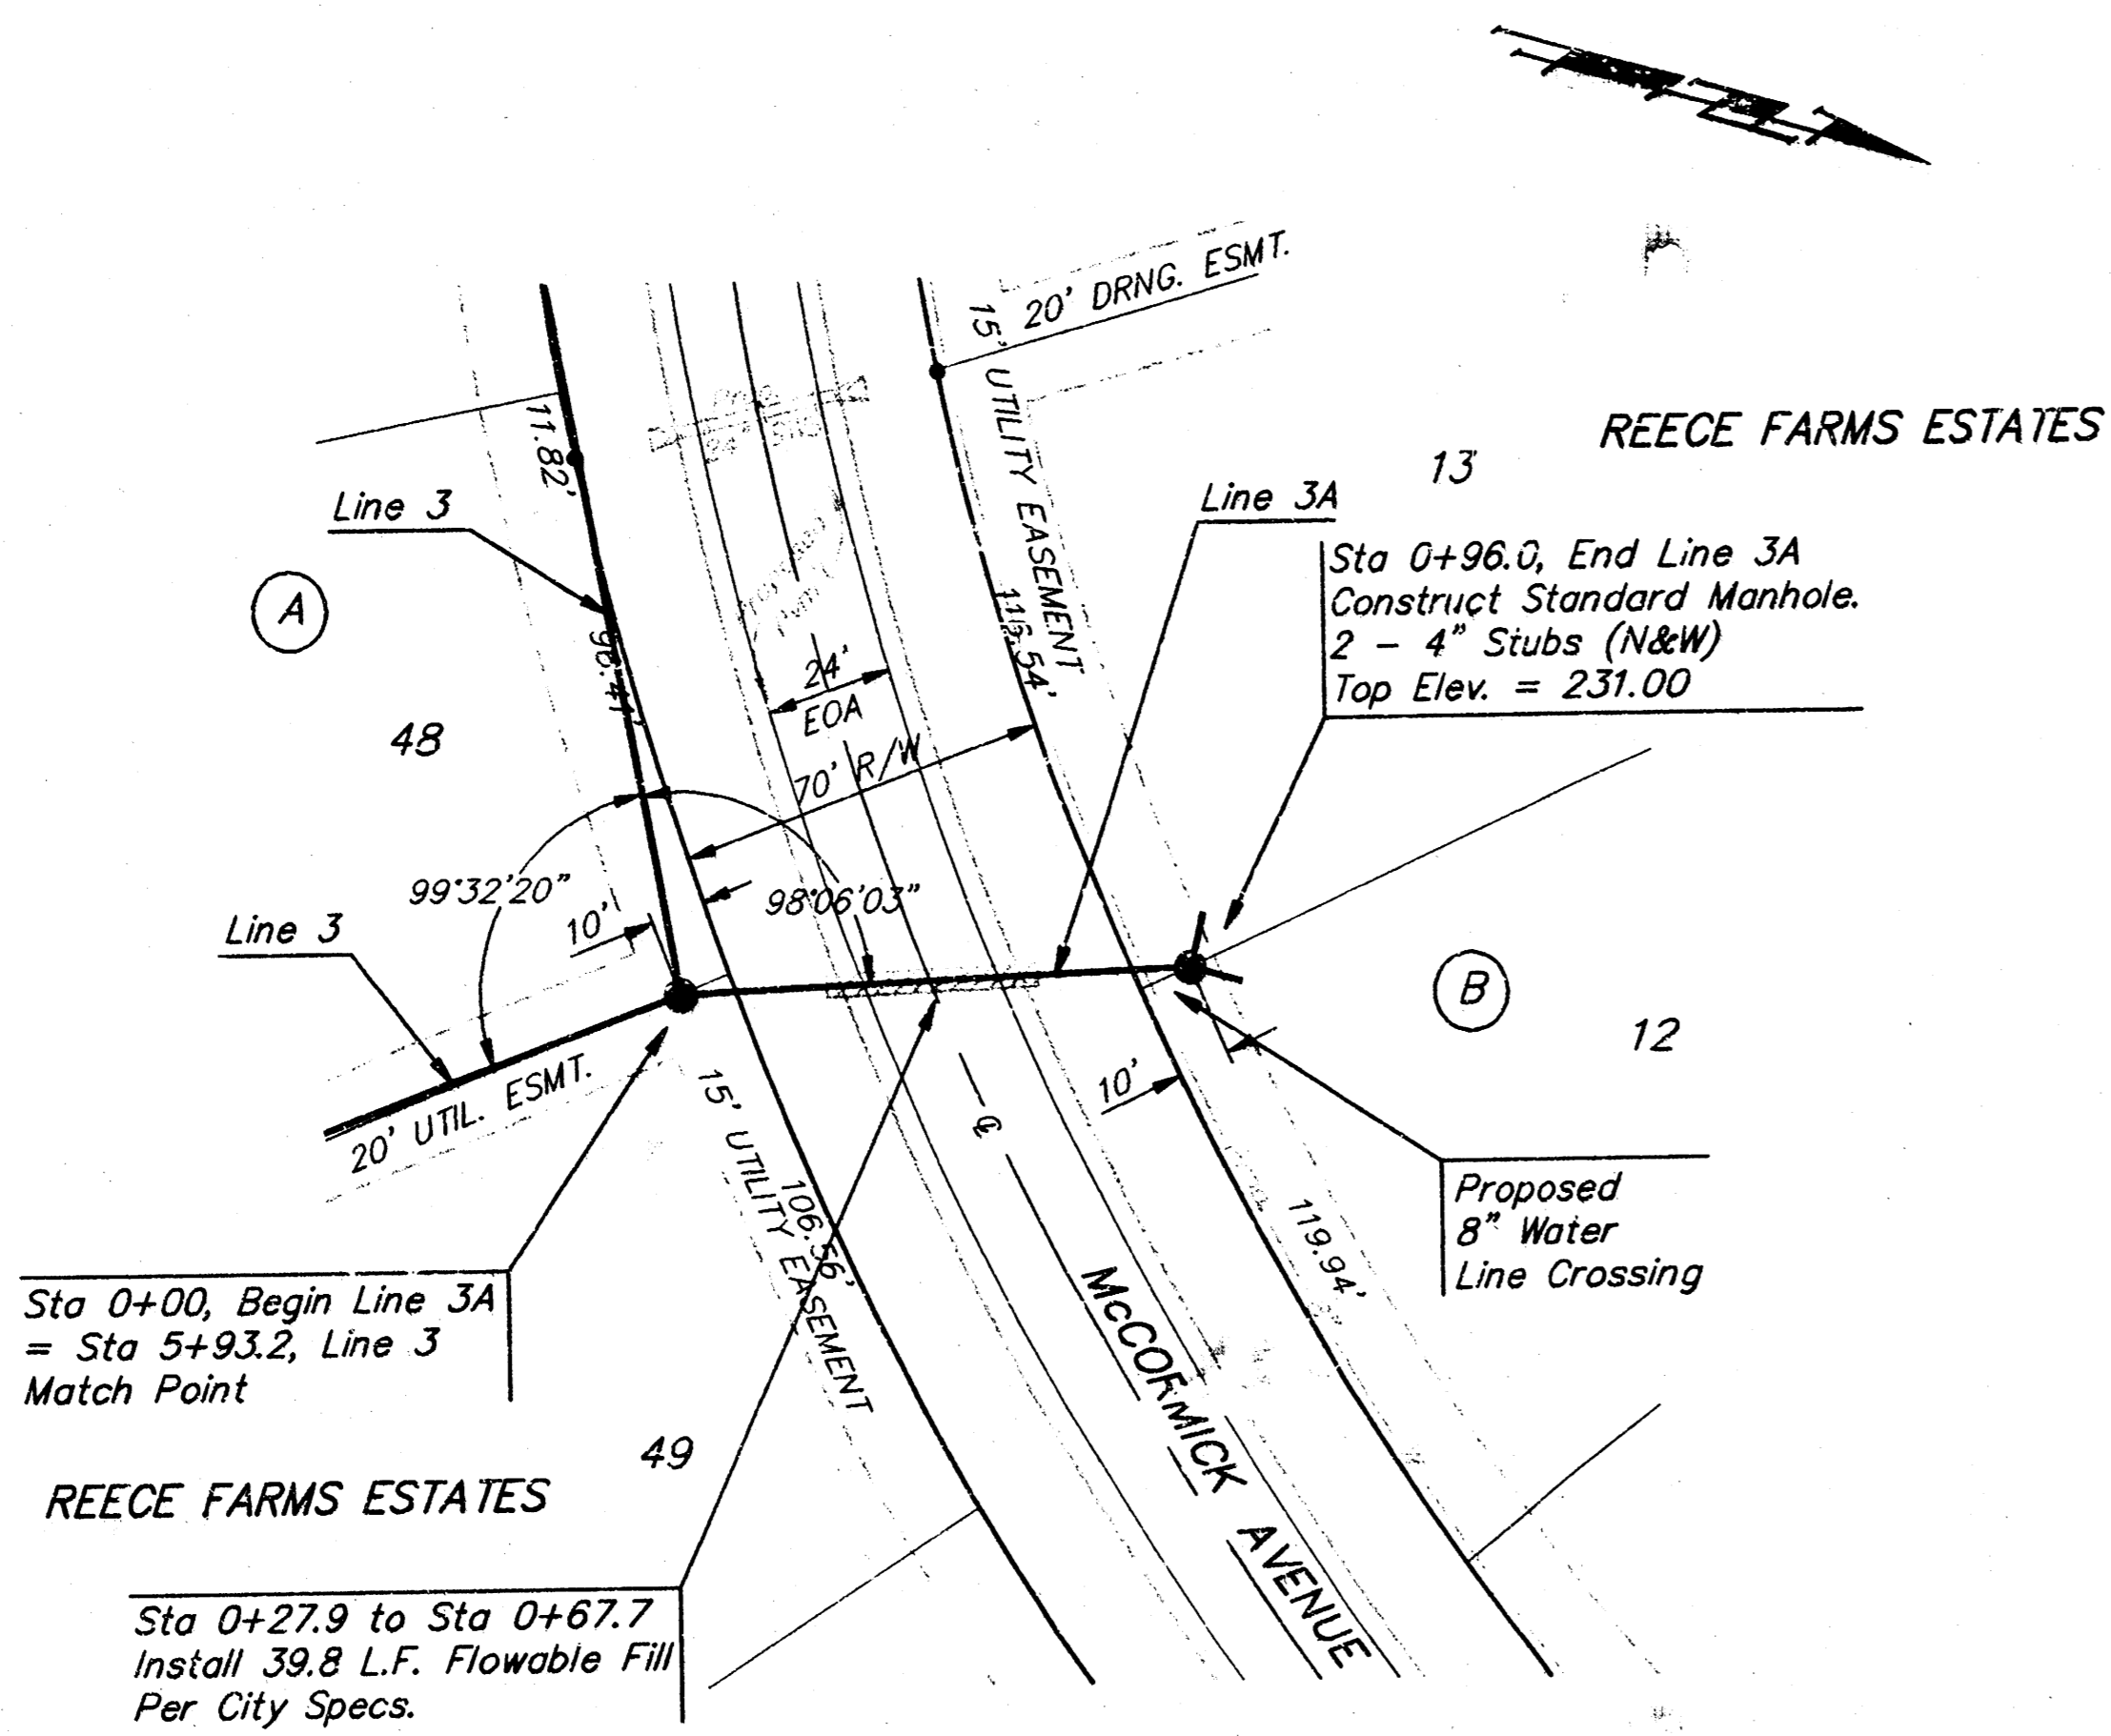 20' DRNG. ESMT.
15' UTILITY EASEMENT
REECE FARMS ESTATES
13
11.82'
Line 3
Line 3A
A
Sta 0+96.0, End Line 3A
Construct Standard Manhole.
2 - 4" Stubs (N&W)
Top Elev. = 231.00
24'
EOA
48
70' R/W
99°32'20"
98°06'03"
10'
Line 3
B
12
20' UTIL. ESMT.
10'
15' UTILITY EASEMENT
106.56'
119.94'
Proposed
8" Water
Line Crossing
Sta 0+00, Begin Line 3A
= Sta 5+93.2, Line 3
Match Point
McCORMICK AVENUE
49
REECE FARMS ESTATES
Sta 0+27.9 to Sta 0+67.7
Install 39.8 L.F. Flowable Fill
Per City Specs.